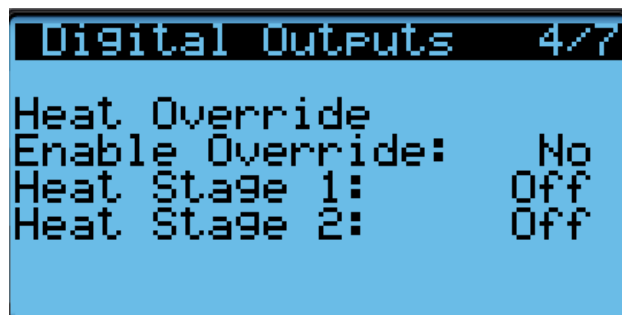 Digital Outputs 4/7
Heat Override
Enable Override: No
Heat Stage 1: Off
Heat Stage 2: Off